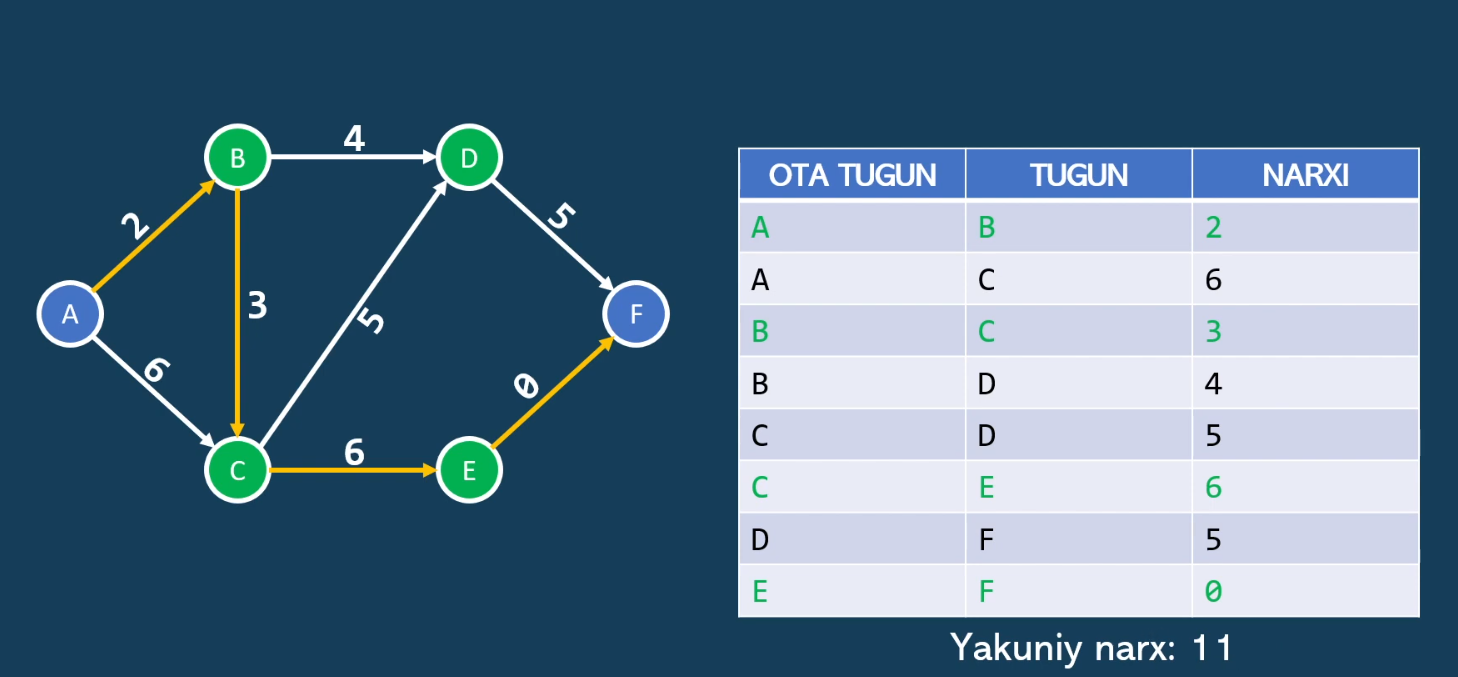 B 4 D
2 5
A 3 F
6 5 0
C 6 E
OTA TUGUN TUGUN NARXI
A B 2
A C 6
B C 3
B D 4
C D 5
C E 6
D F 5
E F 0
Yakuniy narx: 11